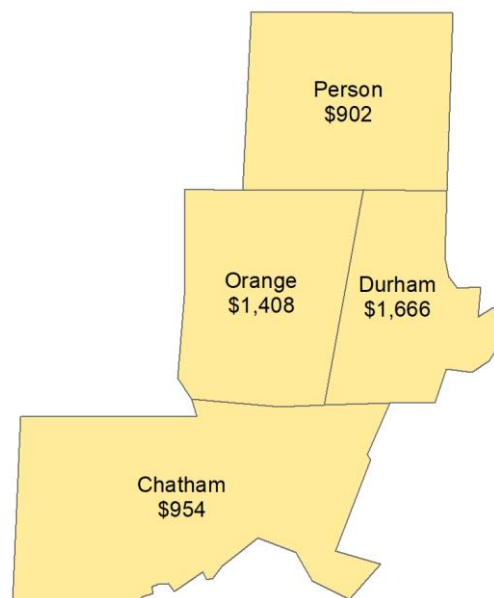 Person
$902
Orange
$1,408
Durham
$1,666
Chatham
$954